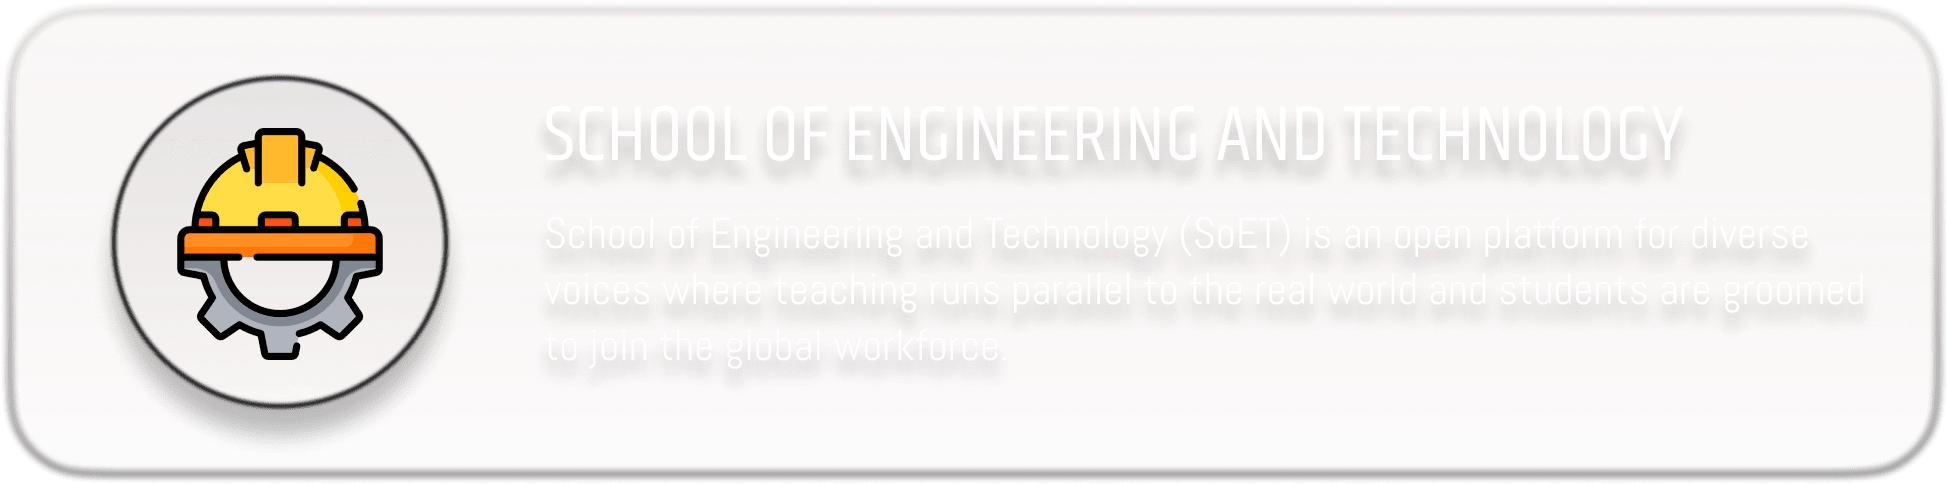 SCHOOL OF ENGINEERING AND TECHNOLOGY
School of Engineering and Technology (SoET) is an open platform for diverse
voices where teaching runs parallel to the real world and students are groomed
to join the global workforce.